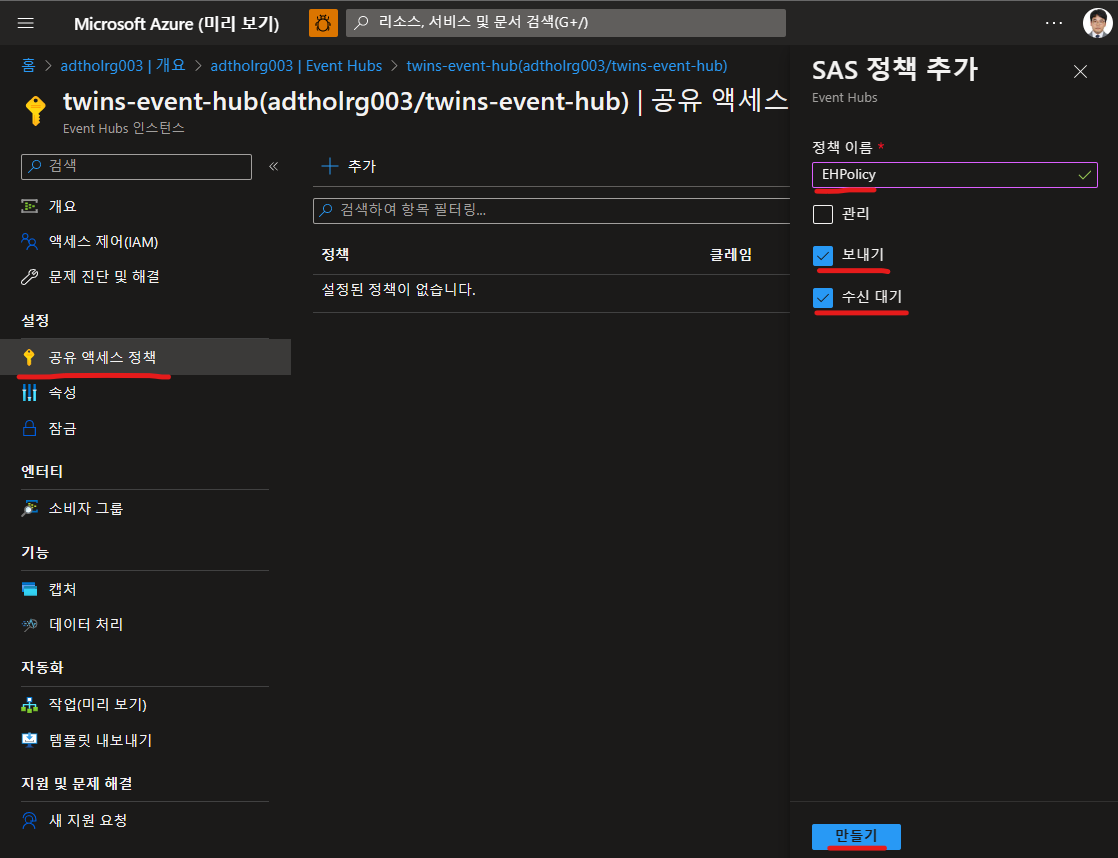 Microsoft Azure (미리 보기)
리소스, 서비스 및 문서 검색(G+/)
홈 > adtholrg003 | 개요 > adtholrg003 | Event Hubs > twins-event-hub(adtholrg003/twins-event-hub)
twins-event-hub(adtholrg003/twins-event-hub) | 공유 액세스
Event Hubs 인스턴스
검색
개요
액세스 제어(IAM)
문제 진단 및 해결
설정
공유 액세스 정책
속성
잠금
엔터티
소비자 그룹
기능
캡처
데이터 처리
자동화
작업(미리 보기)
템플릿 내보내기
지원 및 문제 해결
새 지원 요청
추가
검색하여 항목 필터링...
정책 클레임
설정된 정책이 없습니다.
SAS 정책 추가
Event Hubs
정책 이름 *
EHPolicy
관리
보내기
수신 대기
만들기